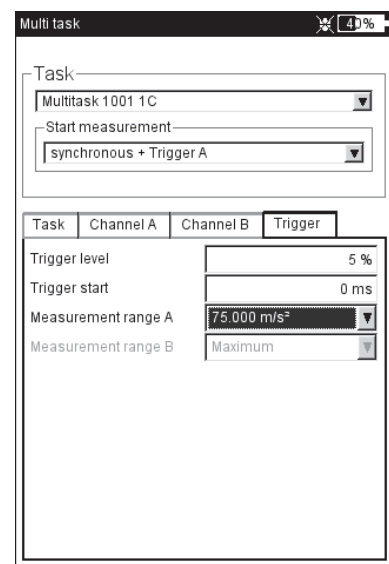 Multi task 40%
Task
Multitask 1001 1C
Start measurement
synchronous + Trigger A
Task Channel A Channel B Trigger
Trigger level 5 %
Trigger start 0 ms
Measurement range A 75.000 m/s²
Measurement range B Maximum